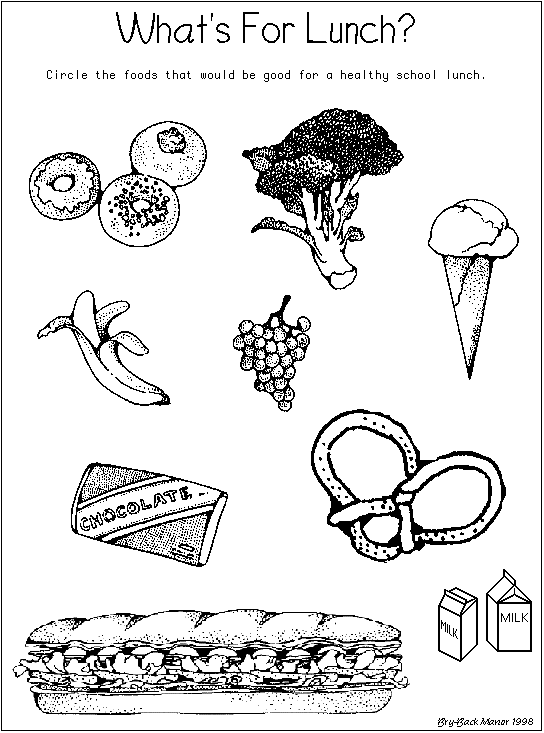 What's For Lunch?
Circle the foods that would be good for a healthy school lunch.
CHOCOLATE
MILK
MILK
Bry-Back Manor 1998